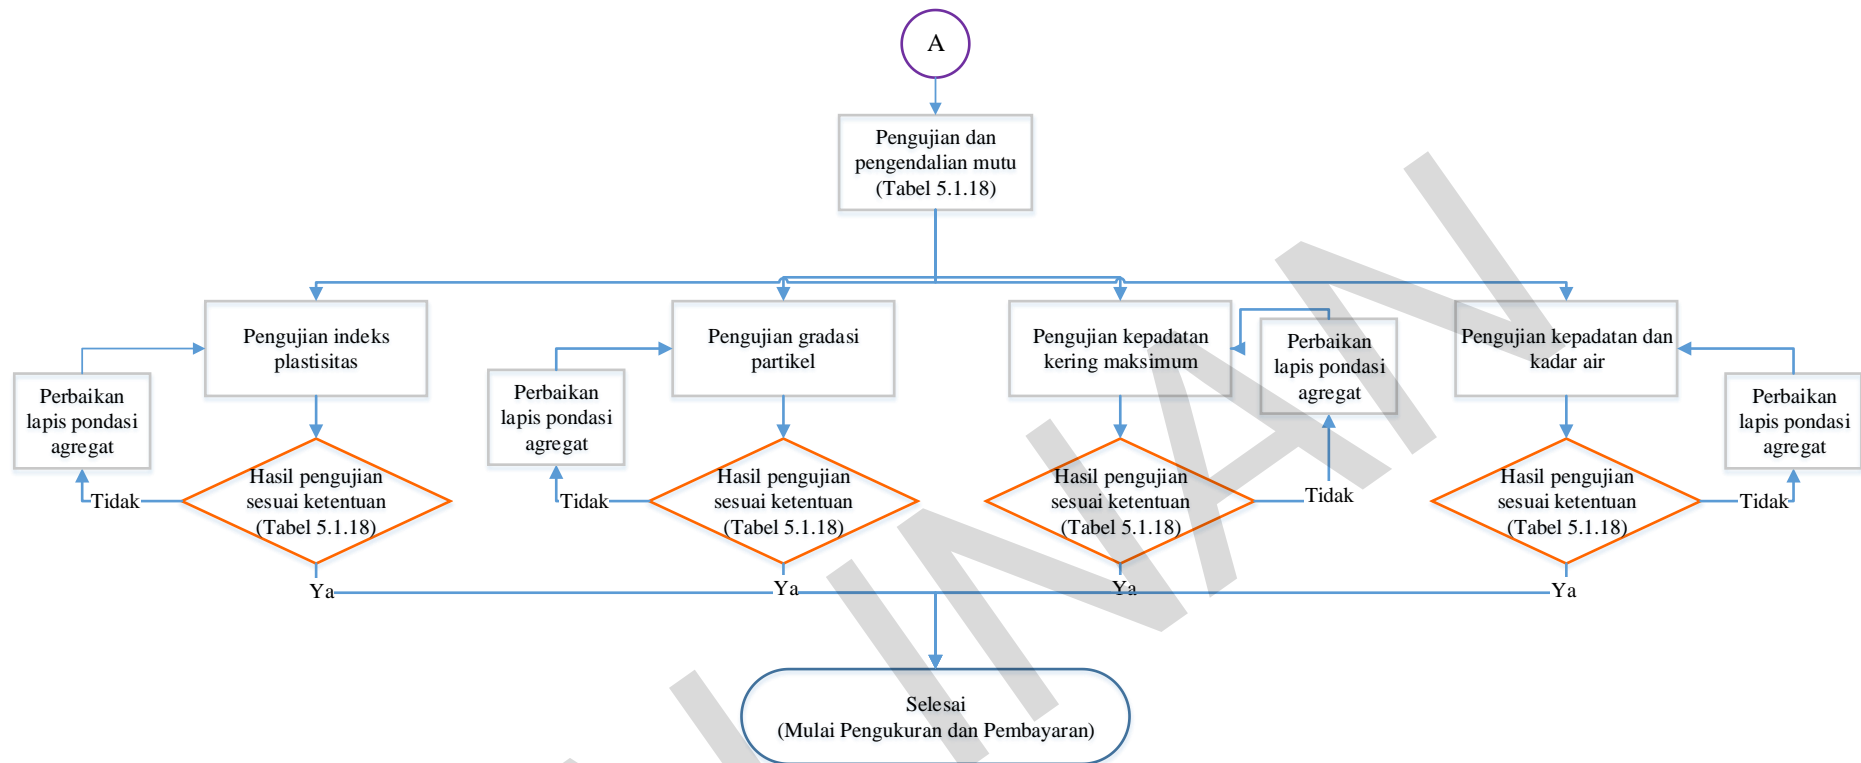 A
Pengujian dan
pengendalian mutu
(Tabel 5.1.18)
Pengujian indeks
plastisitas
Pengujian gradasi
partikel
Pengujian kepadatan
kering maksimum
Pengujian kepadatan dan
kadar air
Perbaikan
lapis pondasi
agregat
Perbaikan
lapis pondasi
agregat
Perbaikan
lapis pondasi
agregat
Perbaikan
lapis pondasi
agregat
Hasil pengujian
sesuai ketentuan
(Tabel 5.1.18)
Tidak
Hasil pengujian
sesuai ketentuan
(Tabel 5.1.18)
Tidak
Hasil pengujian
sesuai ketentuan
(Tabel 5.1.18)
Tidak
Hasil pengujian
sesuai ketentuan
(Tabel 5.1.18)
Tidak
Ya
Ya
Ya
Ya
Selesai
(Mulai Pengukuran dan Pembayaran)